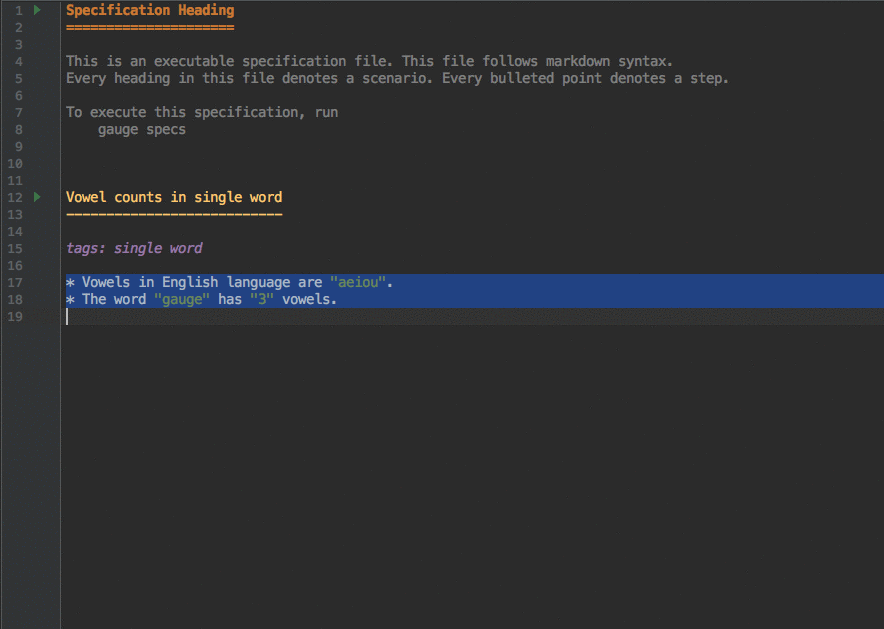 1 Specification Heading
2 =====================
3
4 This is an executable specification file. This file follows markdown syntax.
5 Every heading in this file denotes a scenario. Every bulleted point denotes a step.
6
7 To execute this specification, run
8     gauge specs
9
10
11
12 Vowel counts in single word
13 ---------------------------
14
15 tags: single word
16
17 * Vowels in English language are "aeiou".
18 * The word "gauge" has "3" vowels.
19